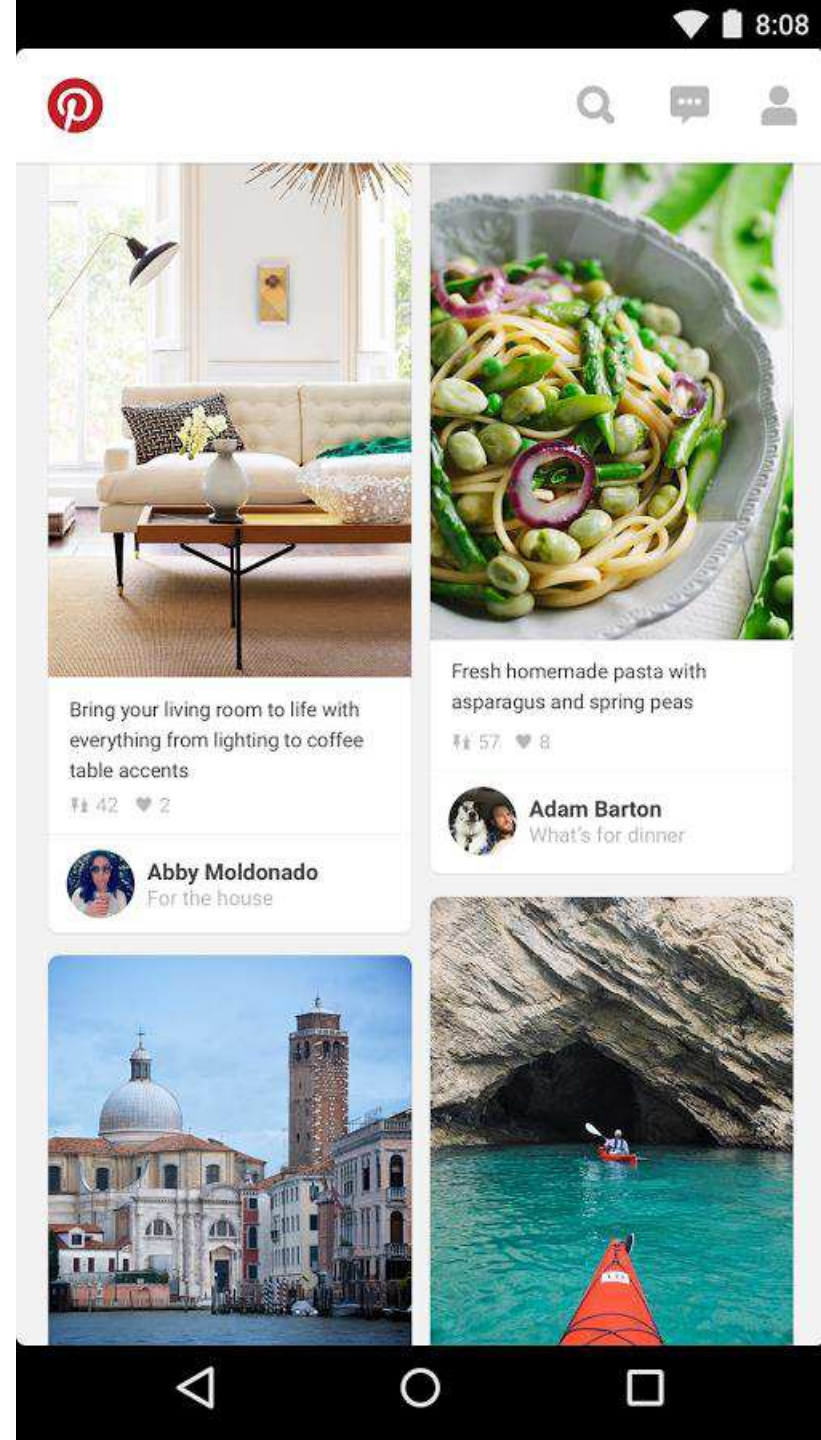 8:08
Bring your living room to life with
everything from lighting to coffee
table accents
42 2
Abby Moldonado
For the house
Fresh homemade pasta with
asparagus and spring peas
57 8
Adam Barton
What's for dinner